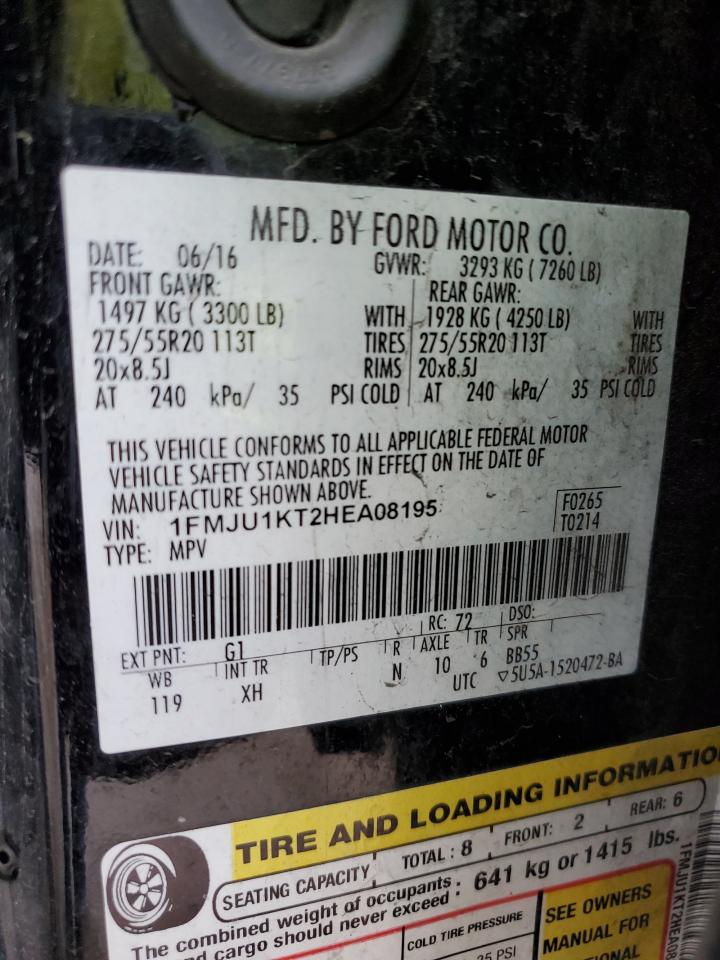 MFD. BY FORD MOTOR CO.
DATE: 06/16 GVWR: 3293 KG ( 7260 LB)
FRONT GAWR: REAR GAWR:
1497 KG ( 3300 LB) WITH 1928 KG ( 4250 LB) WITH
275/55R20 113T TIRES 275/55R20 113T TIRES
20x8.5J RIMS 20x8.5J RIMS
AT 240 kPa/ 35 PSI COLD AT 240 kPa/ 35 PSI COLD
THIS VEHICLE CONFORMS TO ALL APPLICABLE FEDERAL MOTOR
VEHICLE SAFETY STANDARDS IN EFFECT ON THE DATE OF
MANUFACTURE SHOWN ABOVE.
VIN: 1FMJU1KT2HEA08195 F0265
TYPE: MPV T0214
EXT PNT: G1 RC: 72 DSO:
WB INT TR TP/PS R AXLE TR SPR
119 XH N 10 6 BB55
UTC ▽5U5A-1520472-BA
TIRE AND LOADING INFORMATIO
SEATING CAPACITY TOTAL : 8 FRONT: 2 REAR: 6
The combined weight of occupants
and cargo should never exceed : 641 kg or 1415 lbs.
COLD TIRE PRESSURE SEE OWNERS
35 PSI MANUAL FOR
1FMJU1KT2HEA08